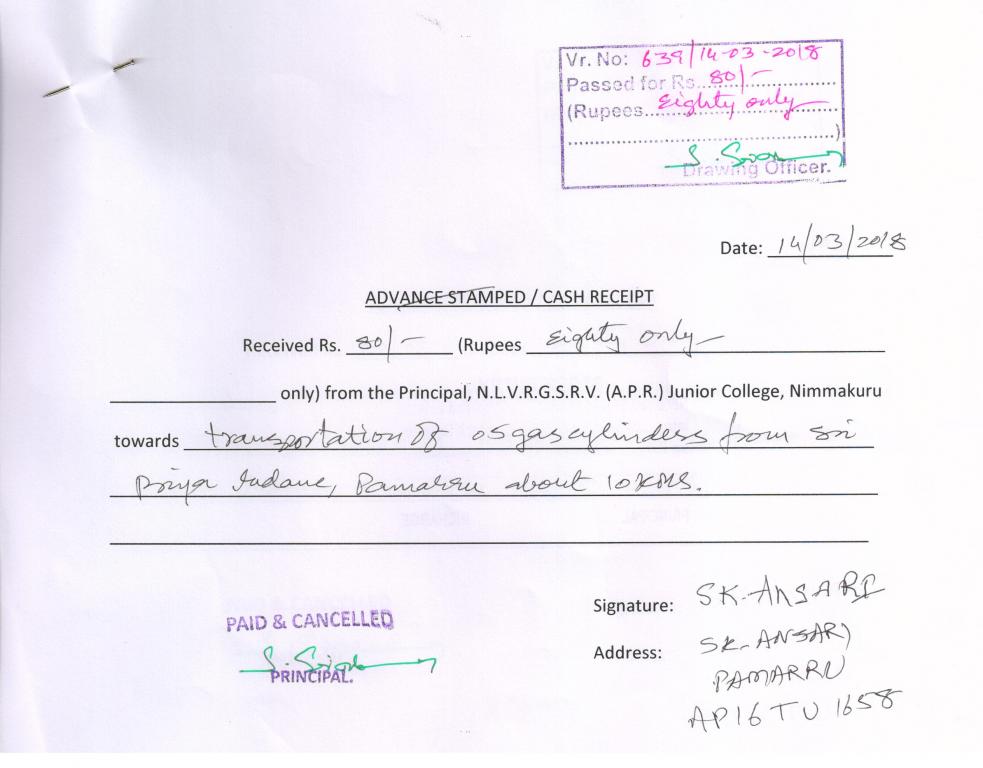 Vr. No: 639/14-03-2018
Passed for Rs. 80/-
(Rupees Eighty only
)
Drawing Officer.
Date: 14/03/2018
ADVANCE STAMPED / CASH RECEIPT
Received Rs. 80/- (Rupees Eighty only
only) from the Principal, N.L.V.R.G.S.R.V. (A.P.R.) Junior College, Nimmakuru
towards transportation of 05 gas cylinders from Sri
Priya Indane, Pamarru about 10 KMS.
PAID & CANCELLED
PRINCIPAL.
Signature: SK. ANSARI
Address: SK. ANSARI
PAMARRU
AP16 TU 1658